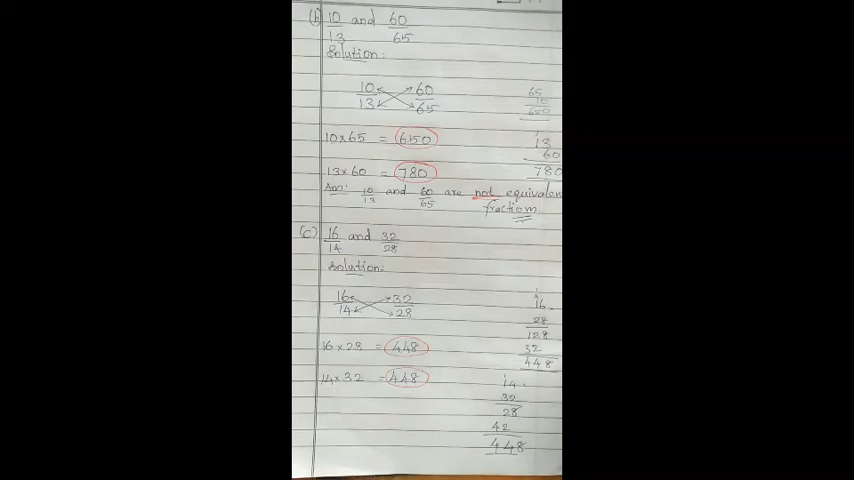 (b) 10/13 and 60/65
Solution:
10/13 60/65
65
10
650
10×65 = 650
13
60
780
13×60 = 780
Ans: 10/13 and 60/65 are not equivalen
fraction
(c) 16/14 and 32/28
Solution:
16/14 32/28
16
28
128
32
448
16×28 = 448
14×32 = 448
14
32
28
42
448